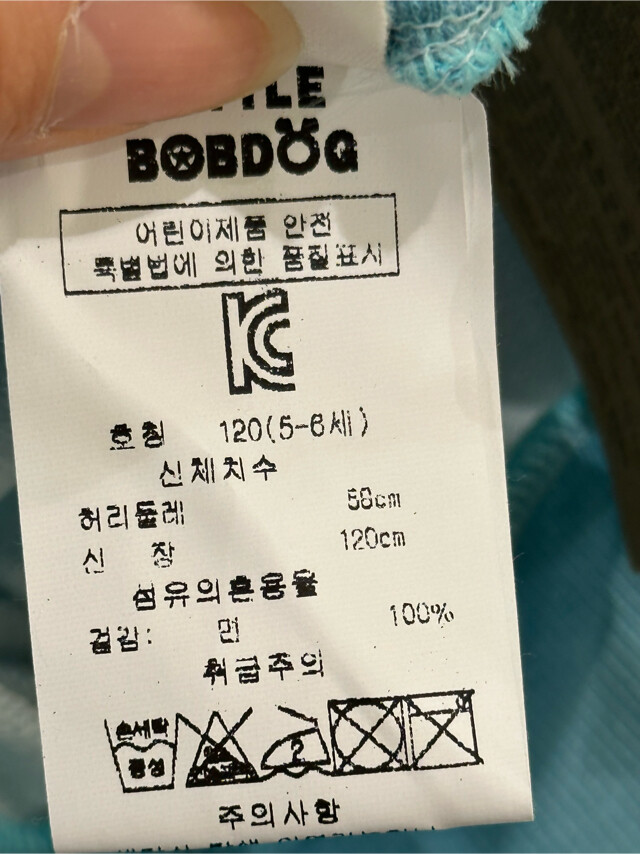 BOBDOG
어린이제품 안전
특별법에 의한 품질표시
KC
호칭 120(5-6세)
신체치수
허리둘레 58cm
신 장 120cm
섬유의혼용율
겉감: 면 100%
취급주의
손세탁
중성
2
주의사항